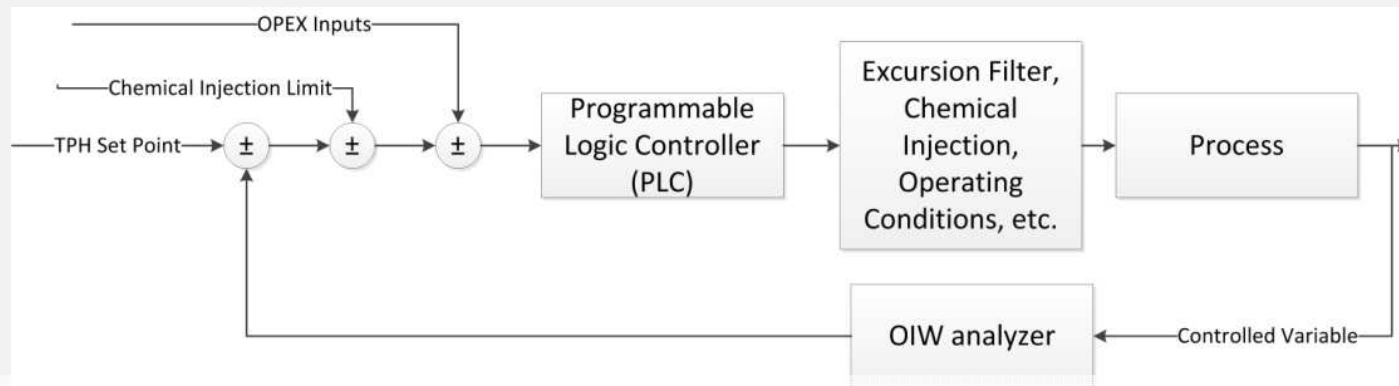 OPEX Inputs
Chemical Injection Limit
TPH Set Point
±
±
±
Programmable
Logic Controller
(PLC)
Excursion Filter,
Chemical
Injection,
Operating
Conditions, etc.
Process
OIW analyzer
Controlled Variable